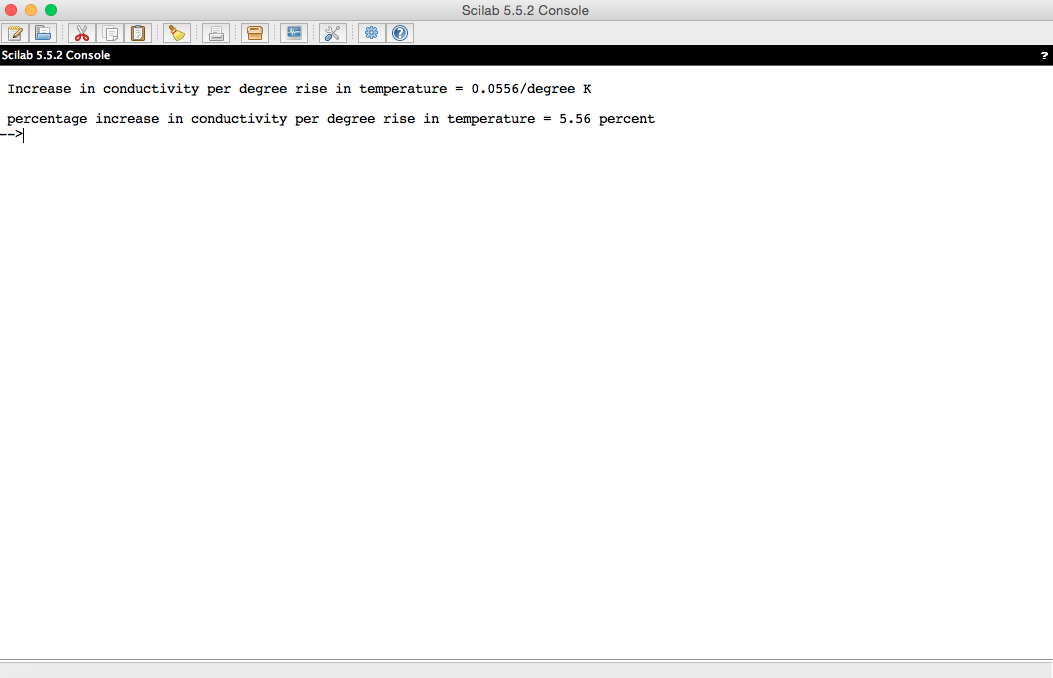 Scilab 5.5.2 Console
Scilab 5.5.2 Console ?
Increase in conductivity per degree rise in temperature = 0.0556/degree K
percentage increase in conductivity per degree rise in temperature = 5.56 percent
-->